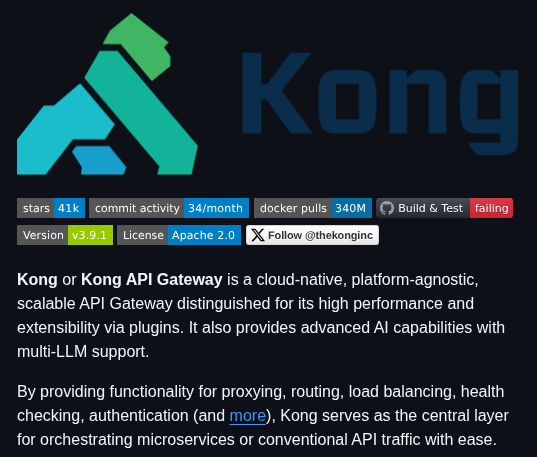 Kong
stars 41k commit activity 34/month docker pulls 340M Build & Test failing
Version v3.9.1 License Apache 2.0 Follow @thekonginc
Kong or Kong API Gateway is a cloud-native, platform-agnostic,
scalable API Gateway distinguished for its high performance and
extensibility via plugins. It also provides advanced AI capabilities with
multi-LLM support.
By providing functionality for proxying, routing, load balancing, health
checking, authentication (and more), Kong serves as the central layer
for orchestrating microservices or conventional API traffic with ease.